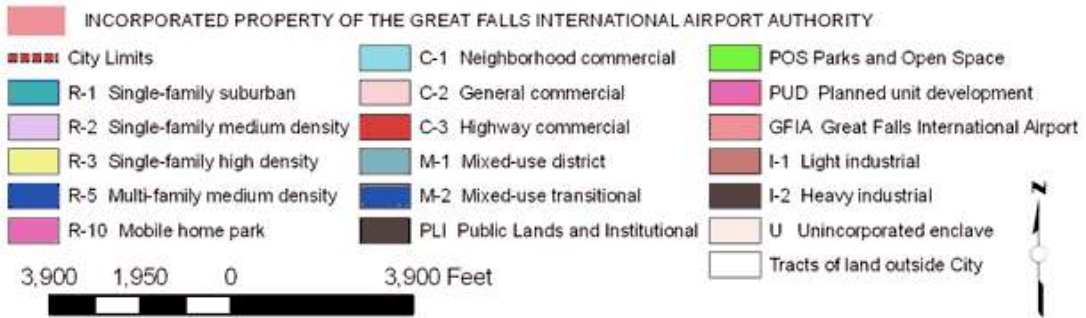 INCORPORATED PROPERTY OF THE GREAT FALLS INTERNATIONAL AIRPORT AUTHORITY
City Limits
R-1 Single-family suburban
R-2 Single-family medium density
R-3 Single-family high density
R-5 Multi-family medium density
R-10 Mobile home park
C-1 Neighborhood commercial
C-2 General commercial
C-3 Highway commercial
M-1 Mixed-use district
M-2 Mixed-use transitional
PLI Public Lands and Institutional
POS Parks and Open Space
PUD Planned unit development
GFIA Great Falls International Airport
I-1 Light industrial
I-2 Heavy industrial
U Unincorporated enclave
Tracts of land outside City
3,900 1,950 0 3,900 Feet
N